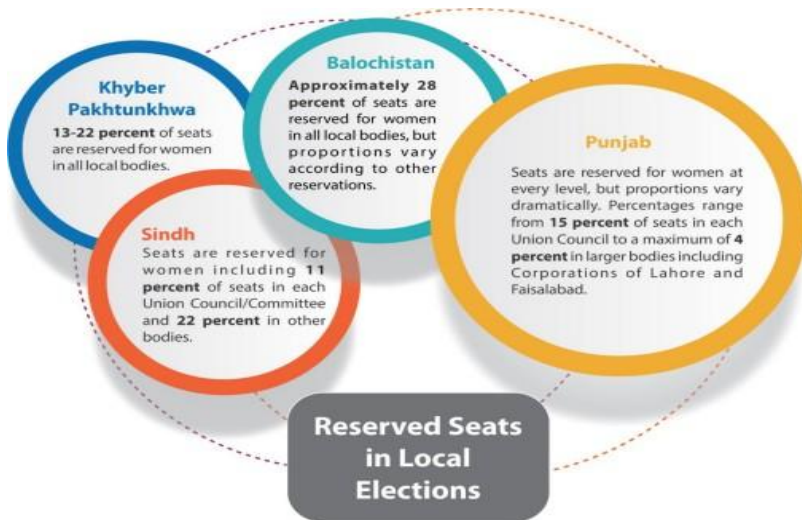 Khyber
Pakhtunkhwa
13-22 percent of seats
are reserved for women
in all local bodies.
Balochistan
Approximately 28
percent of seats are
reserved for women
in all local bodies, but
proportions vary
according to other
reservations.
Punjab
Seats are reserved for women at
every level, but proportions vary
dramatically. Percentages range
from 15 percent of seats in each
Union Council to a maximum of 4
percent in larger bodies including
Corporations of Lahore and
Faisalabad.
Sindh
Seats are reserved for
women including 11
percent of seats in each
Union Council/Committee
and 22 percent in other
bodies.
Reserved Seats
in Local
Elections